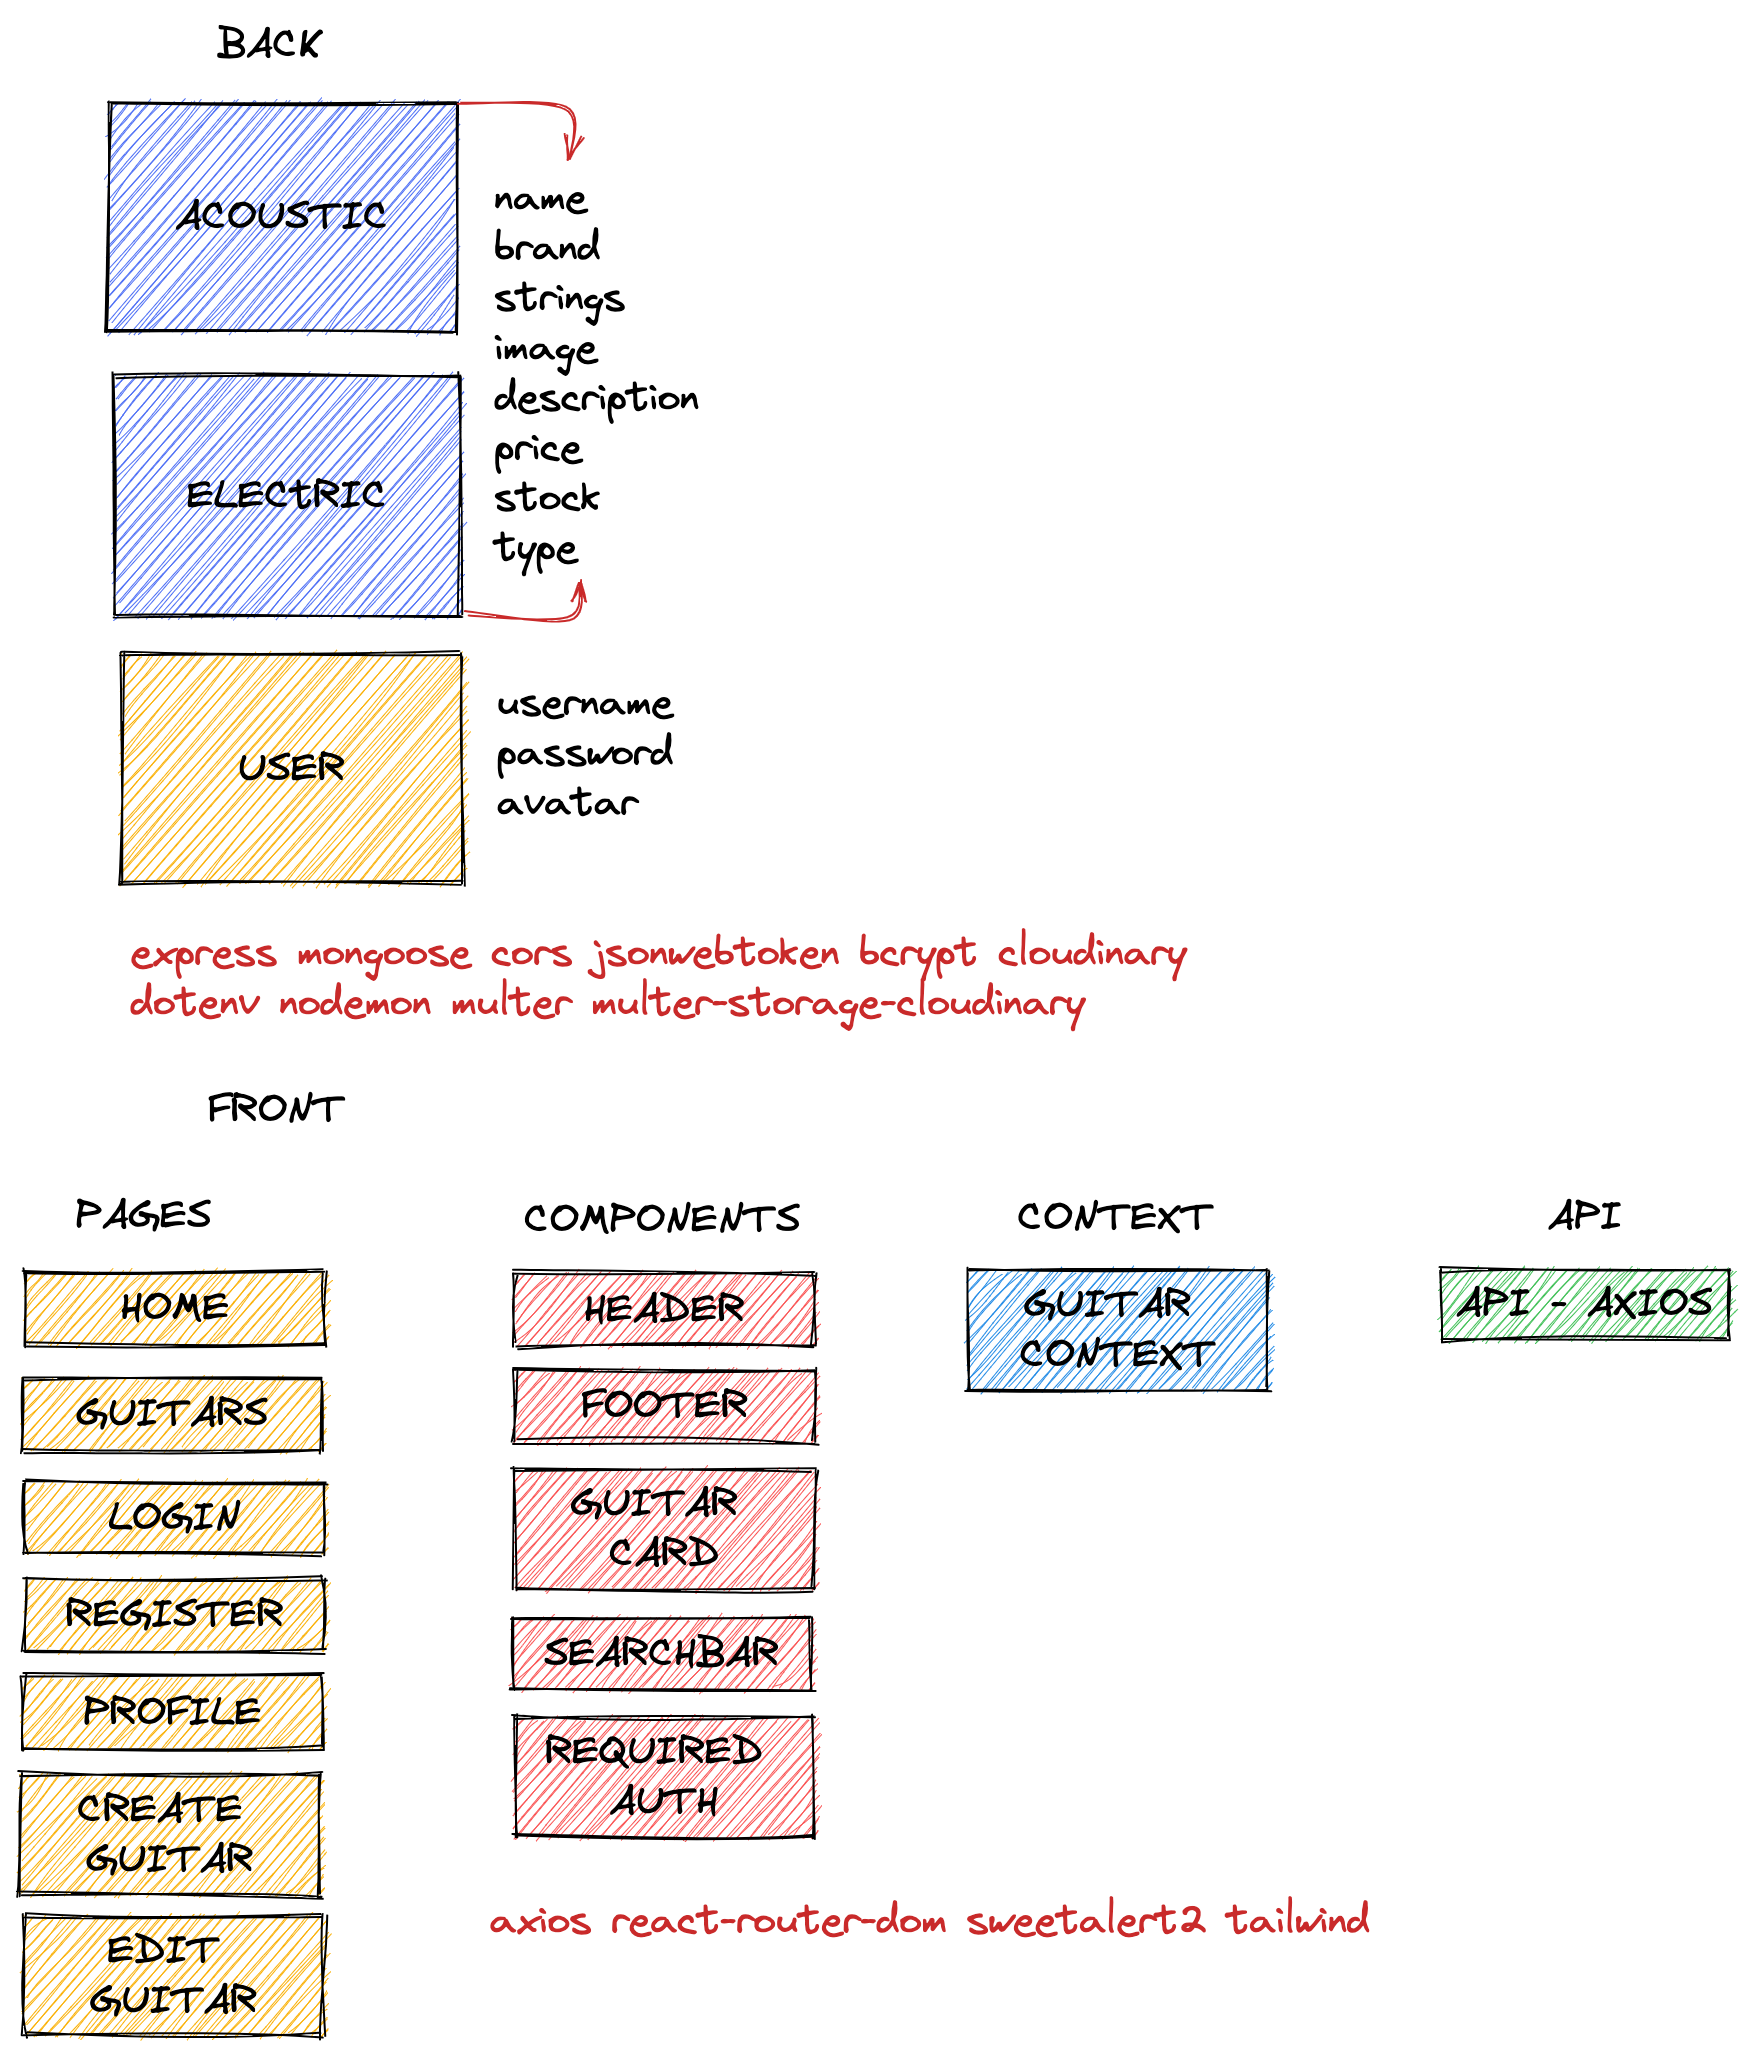 BACK
ACOUSTIC
name
brand
strings
image
description
price
stock
type
ELECtRIC
USER
username
password
avatar
express mongoose cors jsonwebtoken bcrypt cloudinary
dotenv nodemon multer multer-storage-cloudinary
FRONT
PAGES
HOME
GUITARS
LOGIN
REGISTER
PROFILE
CREATE
GUITAR
EDIT
GUITAR
COMPONENTS
HEADER
FOOTER
GUITAR
CARD
SEARCHBAR
REQUIRED
AUTH
CONTEXT
GUITAR
CONTEXT
API
API - AXIOS
axios react-router-dom sweetalert2 tailwind